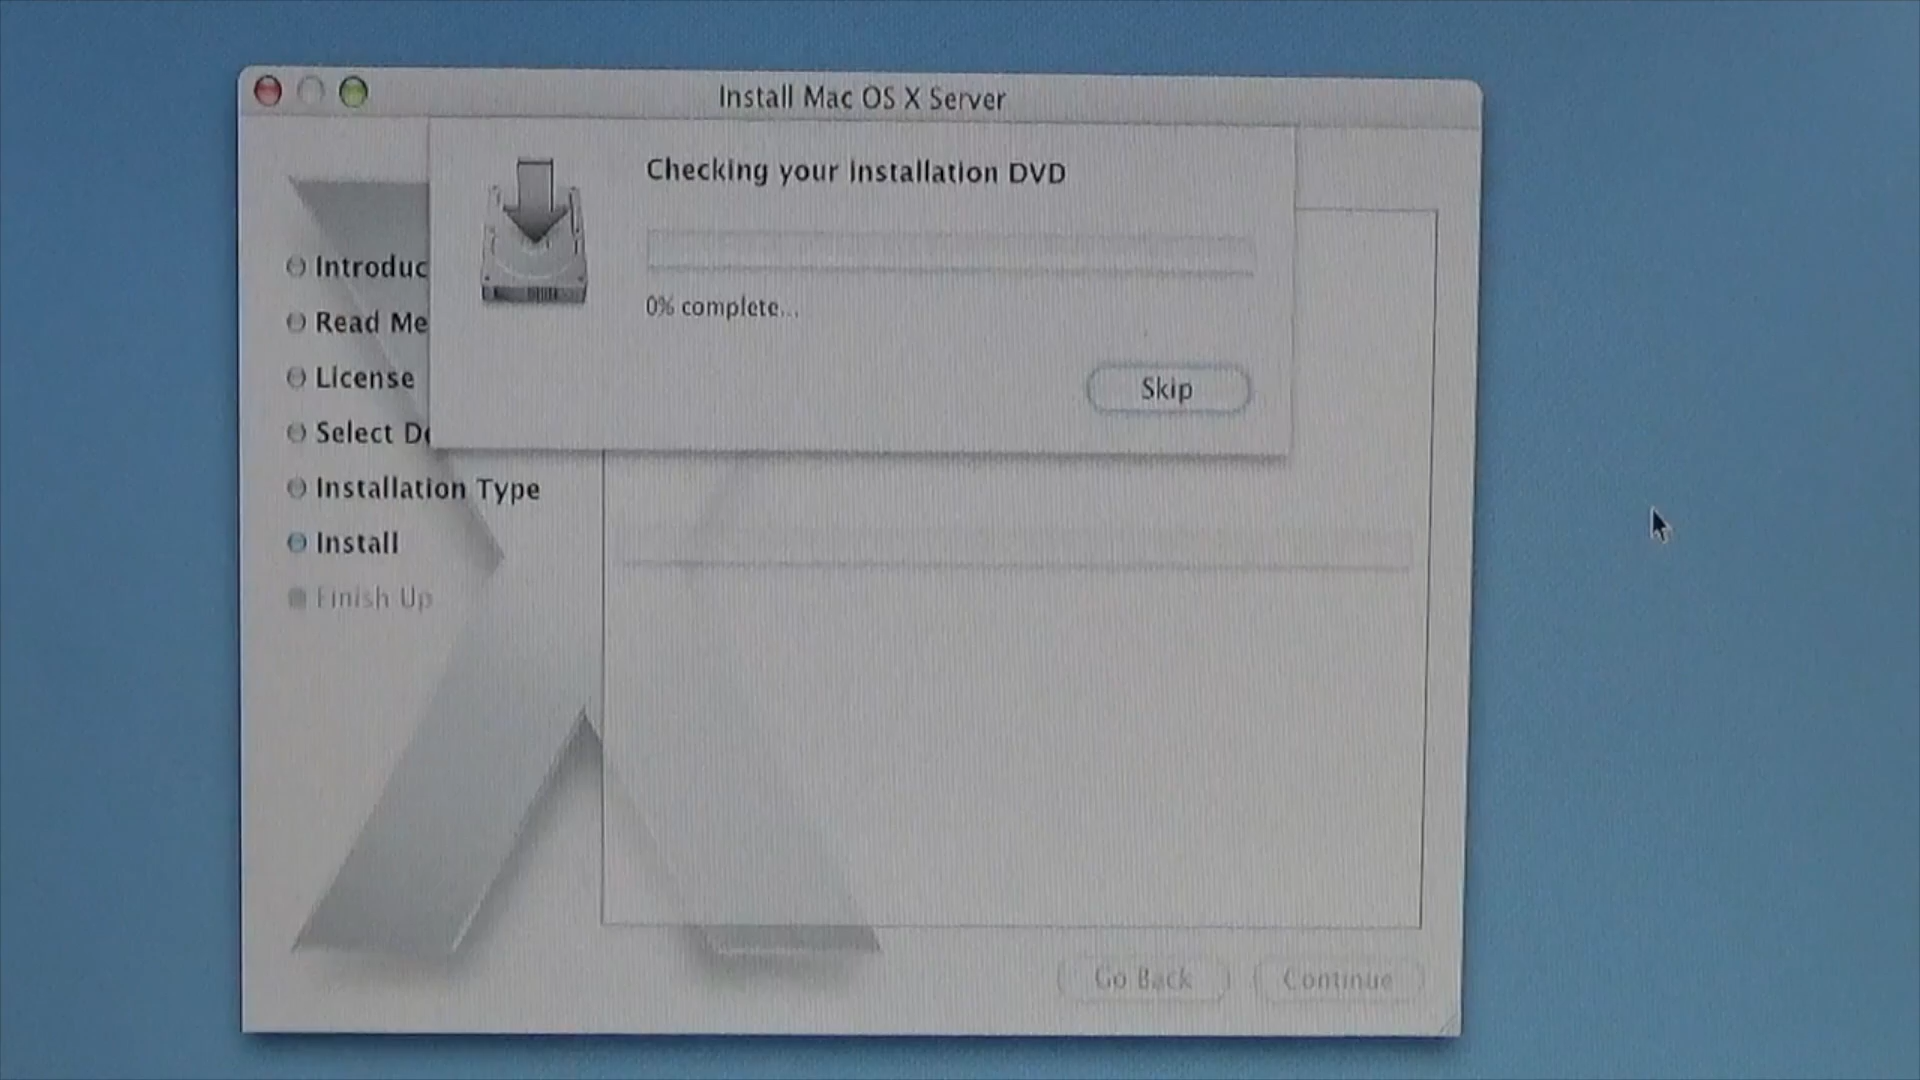 Install Mac OS X Server
Checking your installation DVD
0% complete...
Skip
Introduc
Read Me
License
Select De
Installation Type
Install
Finish Up
Go Back
Continue